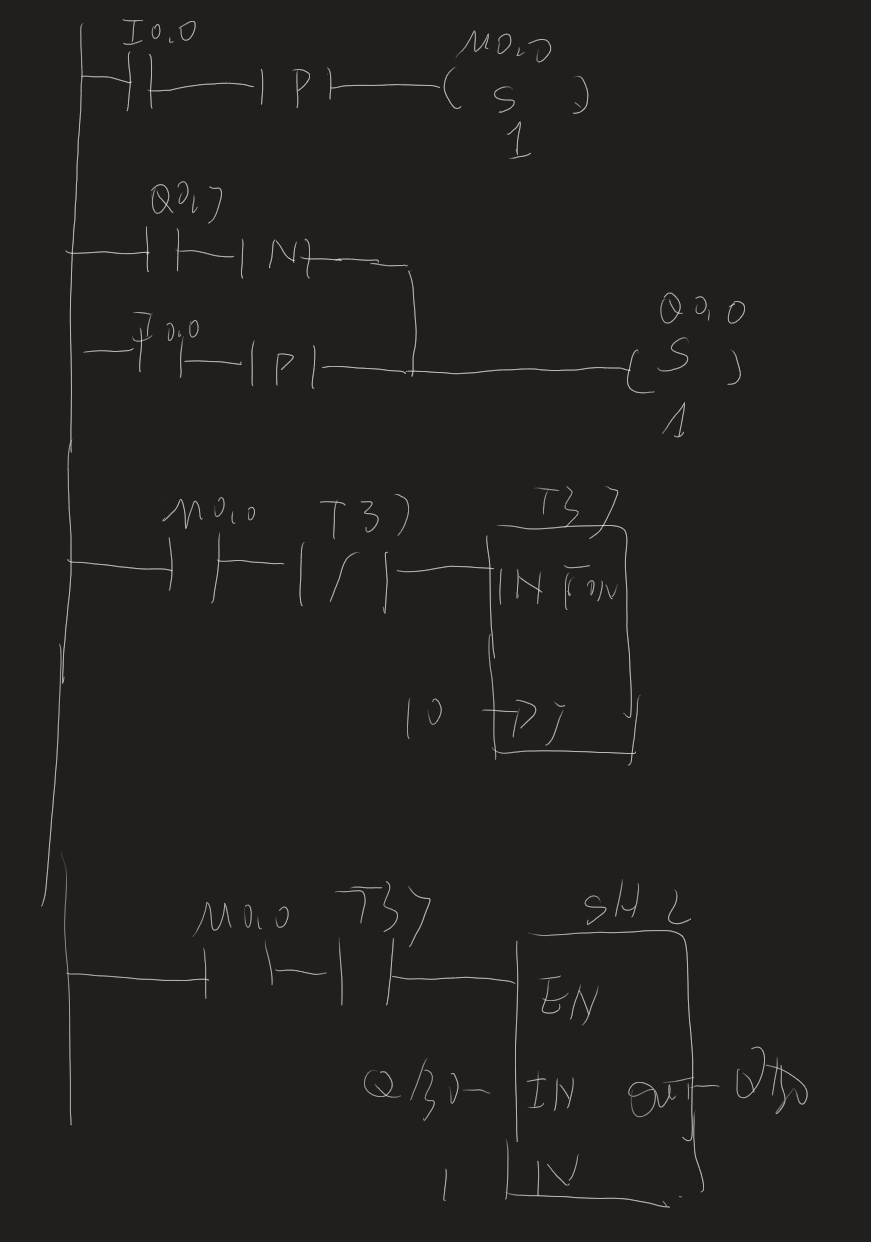 I0.0 M0.0
P ( S )
1
Q0.7
N
I0.0 Q0.0
P ( S )
1
M0.0 T37 T37
/ IN TON
10 PT
M0.0 T37 SHL
EN
QB0 IN OUT QB0
1 N